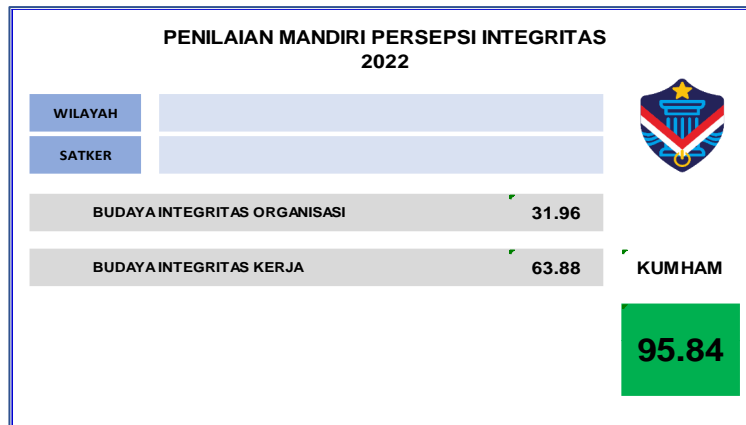 PENILAIAN MANDIRI PERSEPSI INTEGRITAS
2022
WILAYAH
SATKER
BUDAYA INTEGRITAS ORGANISASI 31.96
BUDAYA INTEGRITAS KERJA 63.88 KUMHAM
95.84